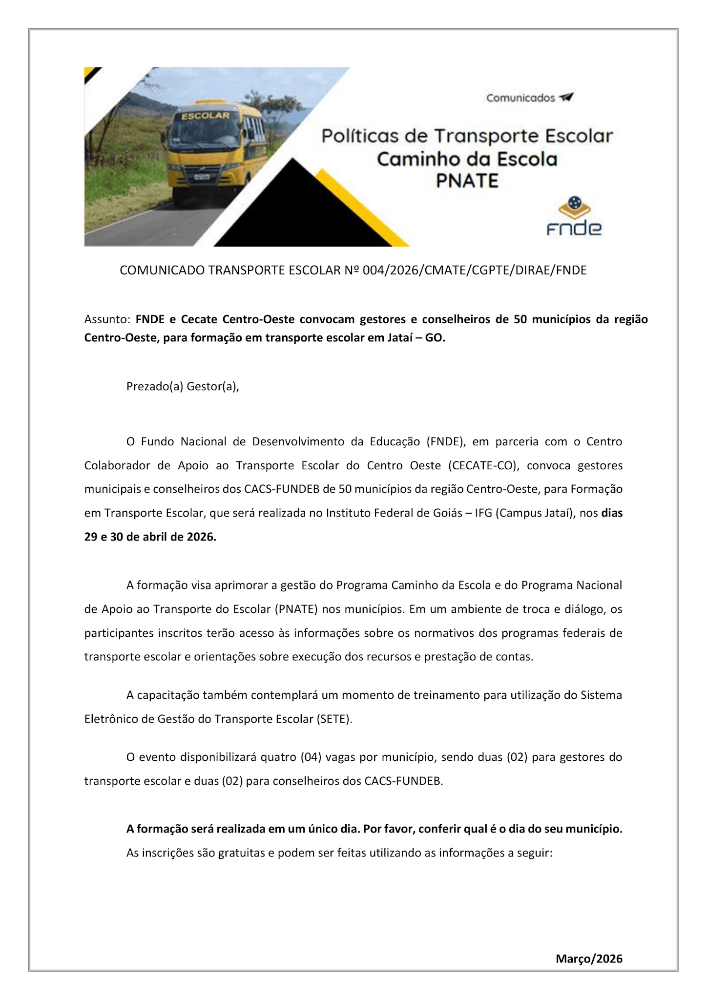 ESCOLAR
Comunicados
Políticas de Transporte Escolar
Caminho da Escola
PNATE
fnde
COMUNICADO TRANSPORTE ESCOLAR Nº 004/2026/CMATE/CGPTE/DIRAE/FNDE
Assunto: FNDE e Cecate Centro-Oeste convocam gestores e conselheiros de 50 municípios da região
Centro-Oeste, para formação em transporte escolar em Jataí – GO.
Prezado(a) Gestor(a),
O Fundo Nacional de Desenvolvimento da Educação (FNDE), em parceria com o Centro
Colaborador de Apoio ao Transporte Escolar do Centro Oeste (CECATE-CO), convoca gestores
municipais e conselheiros dos CACS-FUNDEB de 50 municípios da região Centro-Oeste, para Formação
em Transporte Escolar, que será realizada no Instituto Federal de Goiás – IFG (Campus Jataí), nos dias
29 e 30 de abril de 2026.
A formação visa aprimorar a gestão do Programa Caminho da Escola e do Programa Nacional
de Apoio ao Transporte do Escolar (PNATE) nos municípios. Em um ambiente de troca e diálogo, os
participantes inscritos terão acesso às informações sobre os normativos dos programas federais de
transporte escolar e orientações sobre execução dos recursos e prestação de contas.
A capacitação também contemplará um momento de treinamento para utilização do Sistema
Eletrônico de Gestão do Transporte Escolar (SETE).
O evento disponibilizará quatro (04) vagas por município, sendo duas (02) para gestores do
transporte escolar e duas (02) para conselheiros dos CACS-FUNDEB.
A formação será realizada em um único dia. Por favor, conferir qual é o dia do seu município.
As inscrições são gratuitas e podem ser feitas utilizando as informações a seguir:
Março/2026